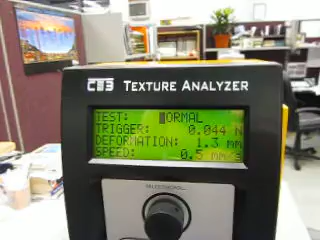 CT3 TEXTURE ANALYZER
TEST: NORMAL
TRIGGER: 0.044 N
DEFORMATION: 1.3 mm
SPEED: 0.5 mm/s